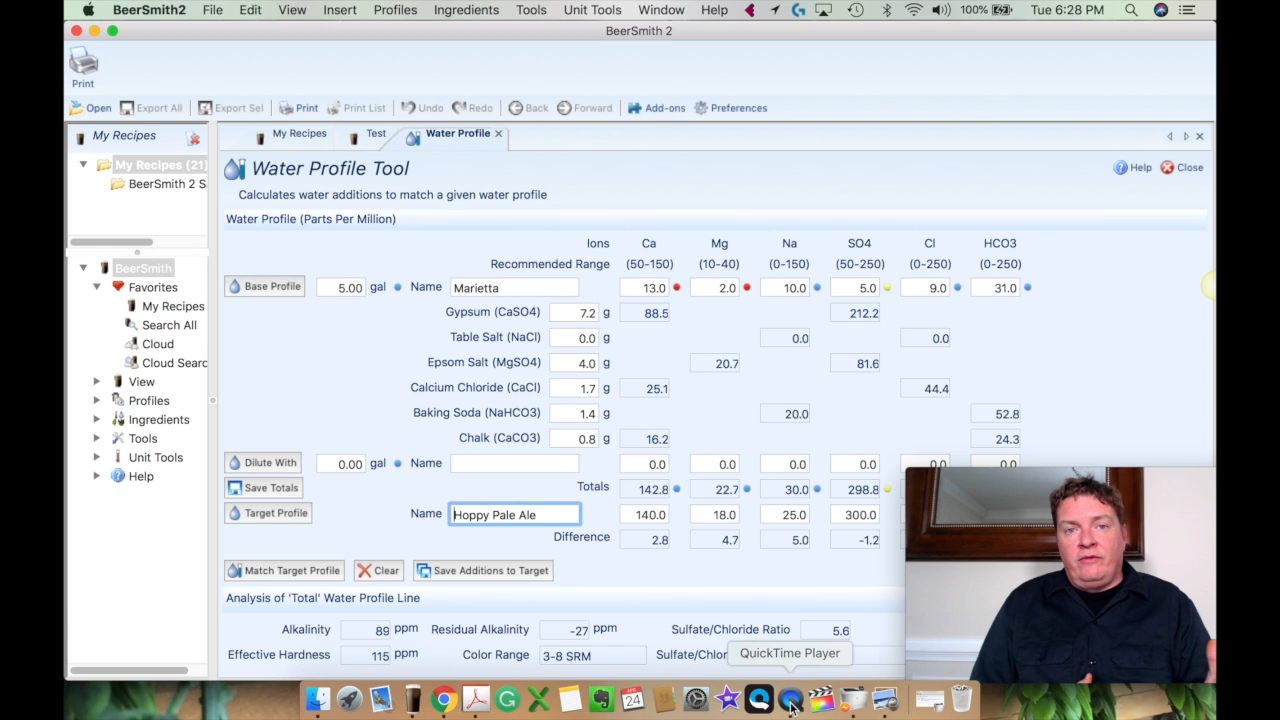 BeerSmith2 File Edit View Insert Profiles Ingredients Tools Unit Tools Window Help 100% Tue 6:28 PM
BeerSmith 2
Print
Open Export All Export Sel Print Print List Undo Redo Back Forward Add-ons Preferences
My Recipes
My Recipes (21)
BeerSmith 2 S
BeerSmith
Favorites
My Recipes
Search All
Cloud
Cloud Searc
View
Profiles
Ingredients
Tools
Unit Tools
Help
My Recipes Test Water Profile
Water Profile Tool Help Close
Calculates water additions to match a given water profile
Water Profile (Parts Per Million)
Ions Ca Mg Na SO4 Cl HCO3
Recommended Range (50-150) (10-40) (0-150) (50-250) (0-250) (0-250)
Base Profile 5.00 gal Name Marietta 13.0 2.0 10.0 5.0 9.0 31.0
Gypsum (CaSO4) 7.2 g 88.5 212.2
Table Salt (NaCl) 0.0 g 0.0 0.0
Epsom Salt (MgSO4) 4.0 g 20.7 81.6
Calcium Chloride (CaCl) 1.7 g 25.1 44.4
Baking Soda (NaHCO3) 1.4 g 20.0 52.8
Chalk (CaCO3) 0.8 g 16.2 24.3
Dilute With 0.00 gal Name 0.0 0.0 0.0 0.0 0.0 0.0
Save Totals Totals 142.8 22.7 30.0 298.8
Target Profile Name Hoppy Pale Ale 140.0 18.0 25.0 300.0
Difference 2.8 4.7 5.0 -1.2
Match Target Profile Clear Save Additions to Target
Analysis of 'Total' Water Profile Line
Alkalinity 89 ppm Residual Alkalinity -27 ppm Sulfate/Chloride Ratio 5.6
Effective Hardness 115 ppm Color Range 3-8 SRM Sulfate/Chlor
QuickTime Player
APR
24